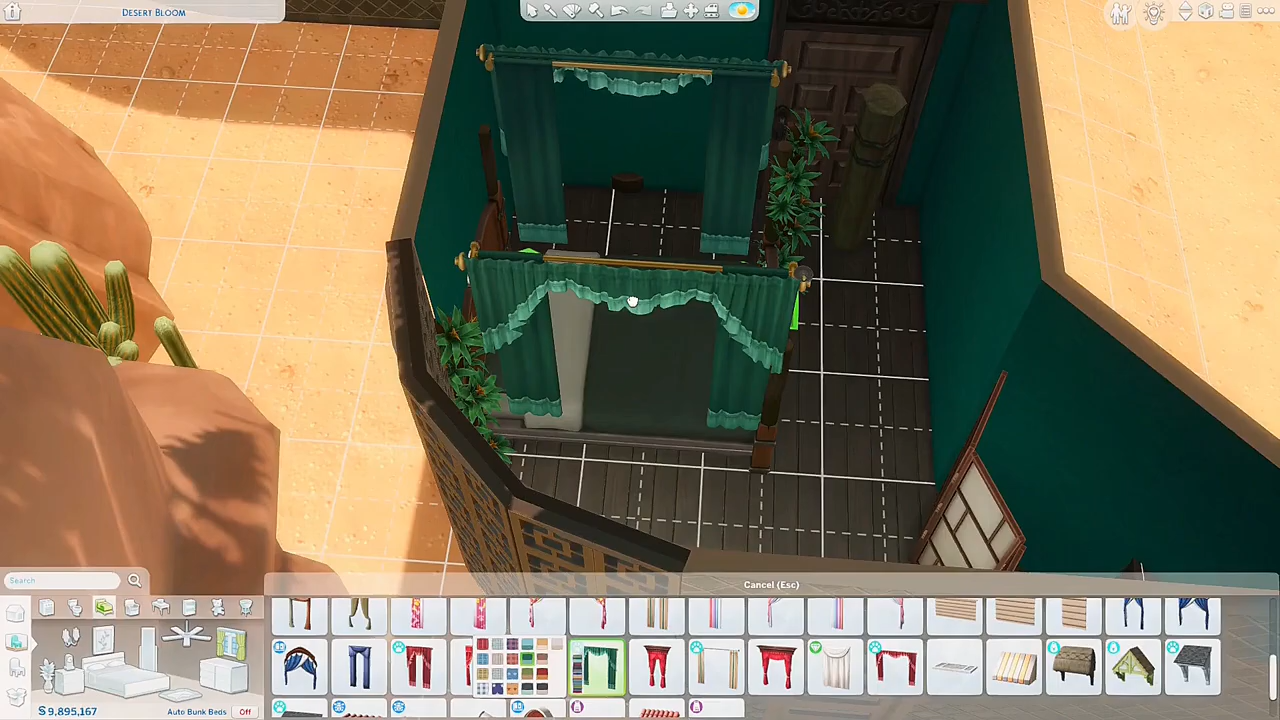 DESERT BLOOM
Cancel (Esc)
Search
$9,895,167
Auto Bunk Beds Off